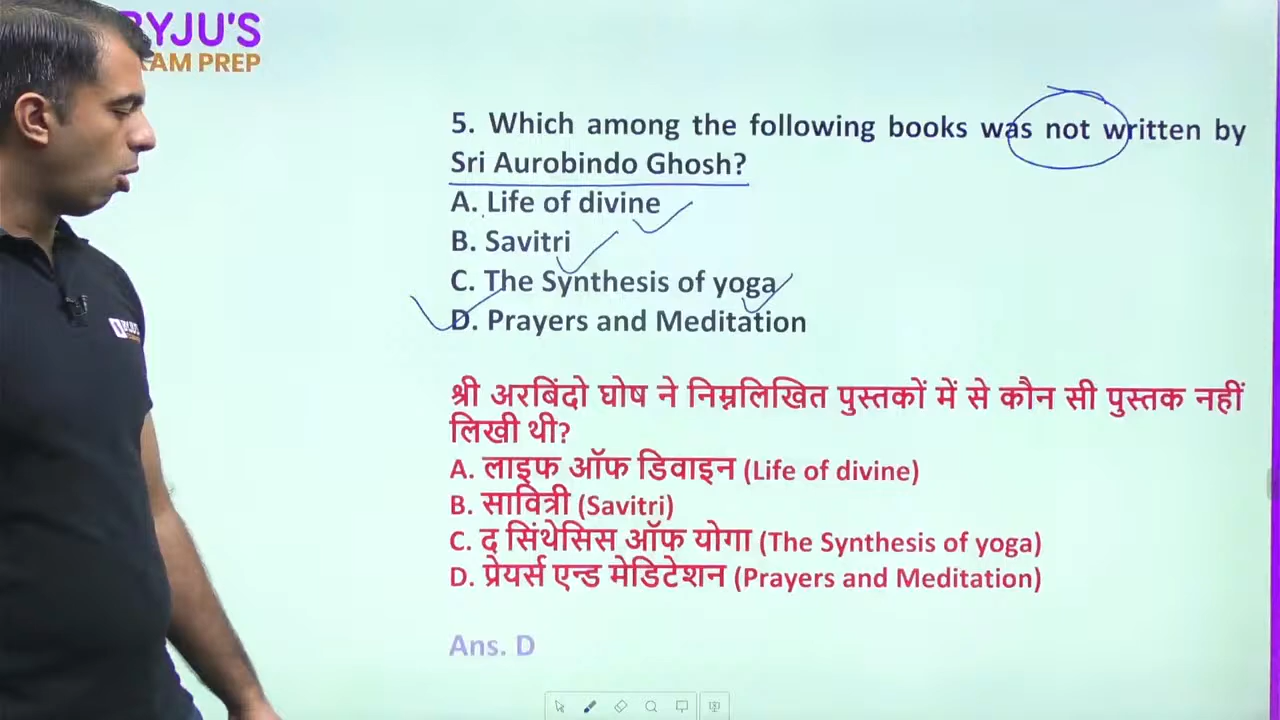 BYJU'S
EXAM PREP
5. Which among the following books was not written by
Sri Aurobindo Ghosh?
A. Life of divine
B. Savitri
C. The Synthesis of yoga
D. Prayers and Meditation
श्री अरबिंदो घोष ने निम्नलिखित पुस्तकों में से कौन सी पुस्तक नहीं
लिखी थी?
A. लाइफ ऑफ डिवाइन (Life of divine)
B. सावित्री (Savitri)
C. द सिंथेसिस ऑफ योगा (The Synthesis of yoga)
D. प्रेयर्स एन्ड मेडिटेशन (Prayers and Meditation)
Ans. D